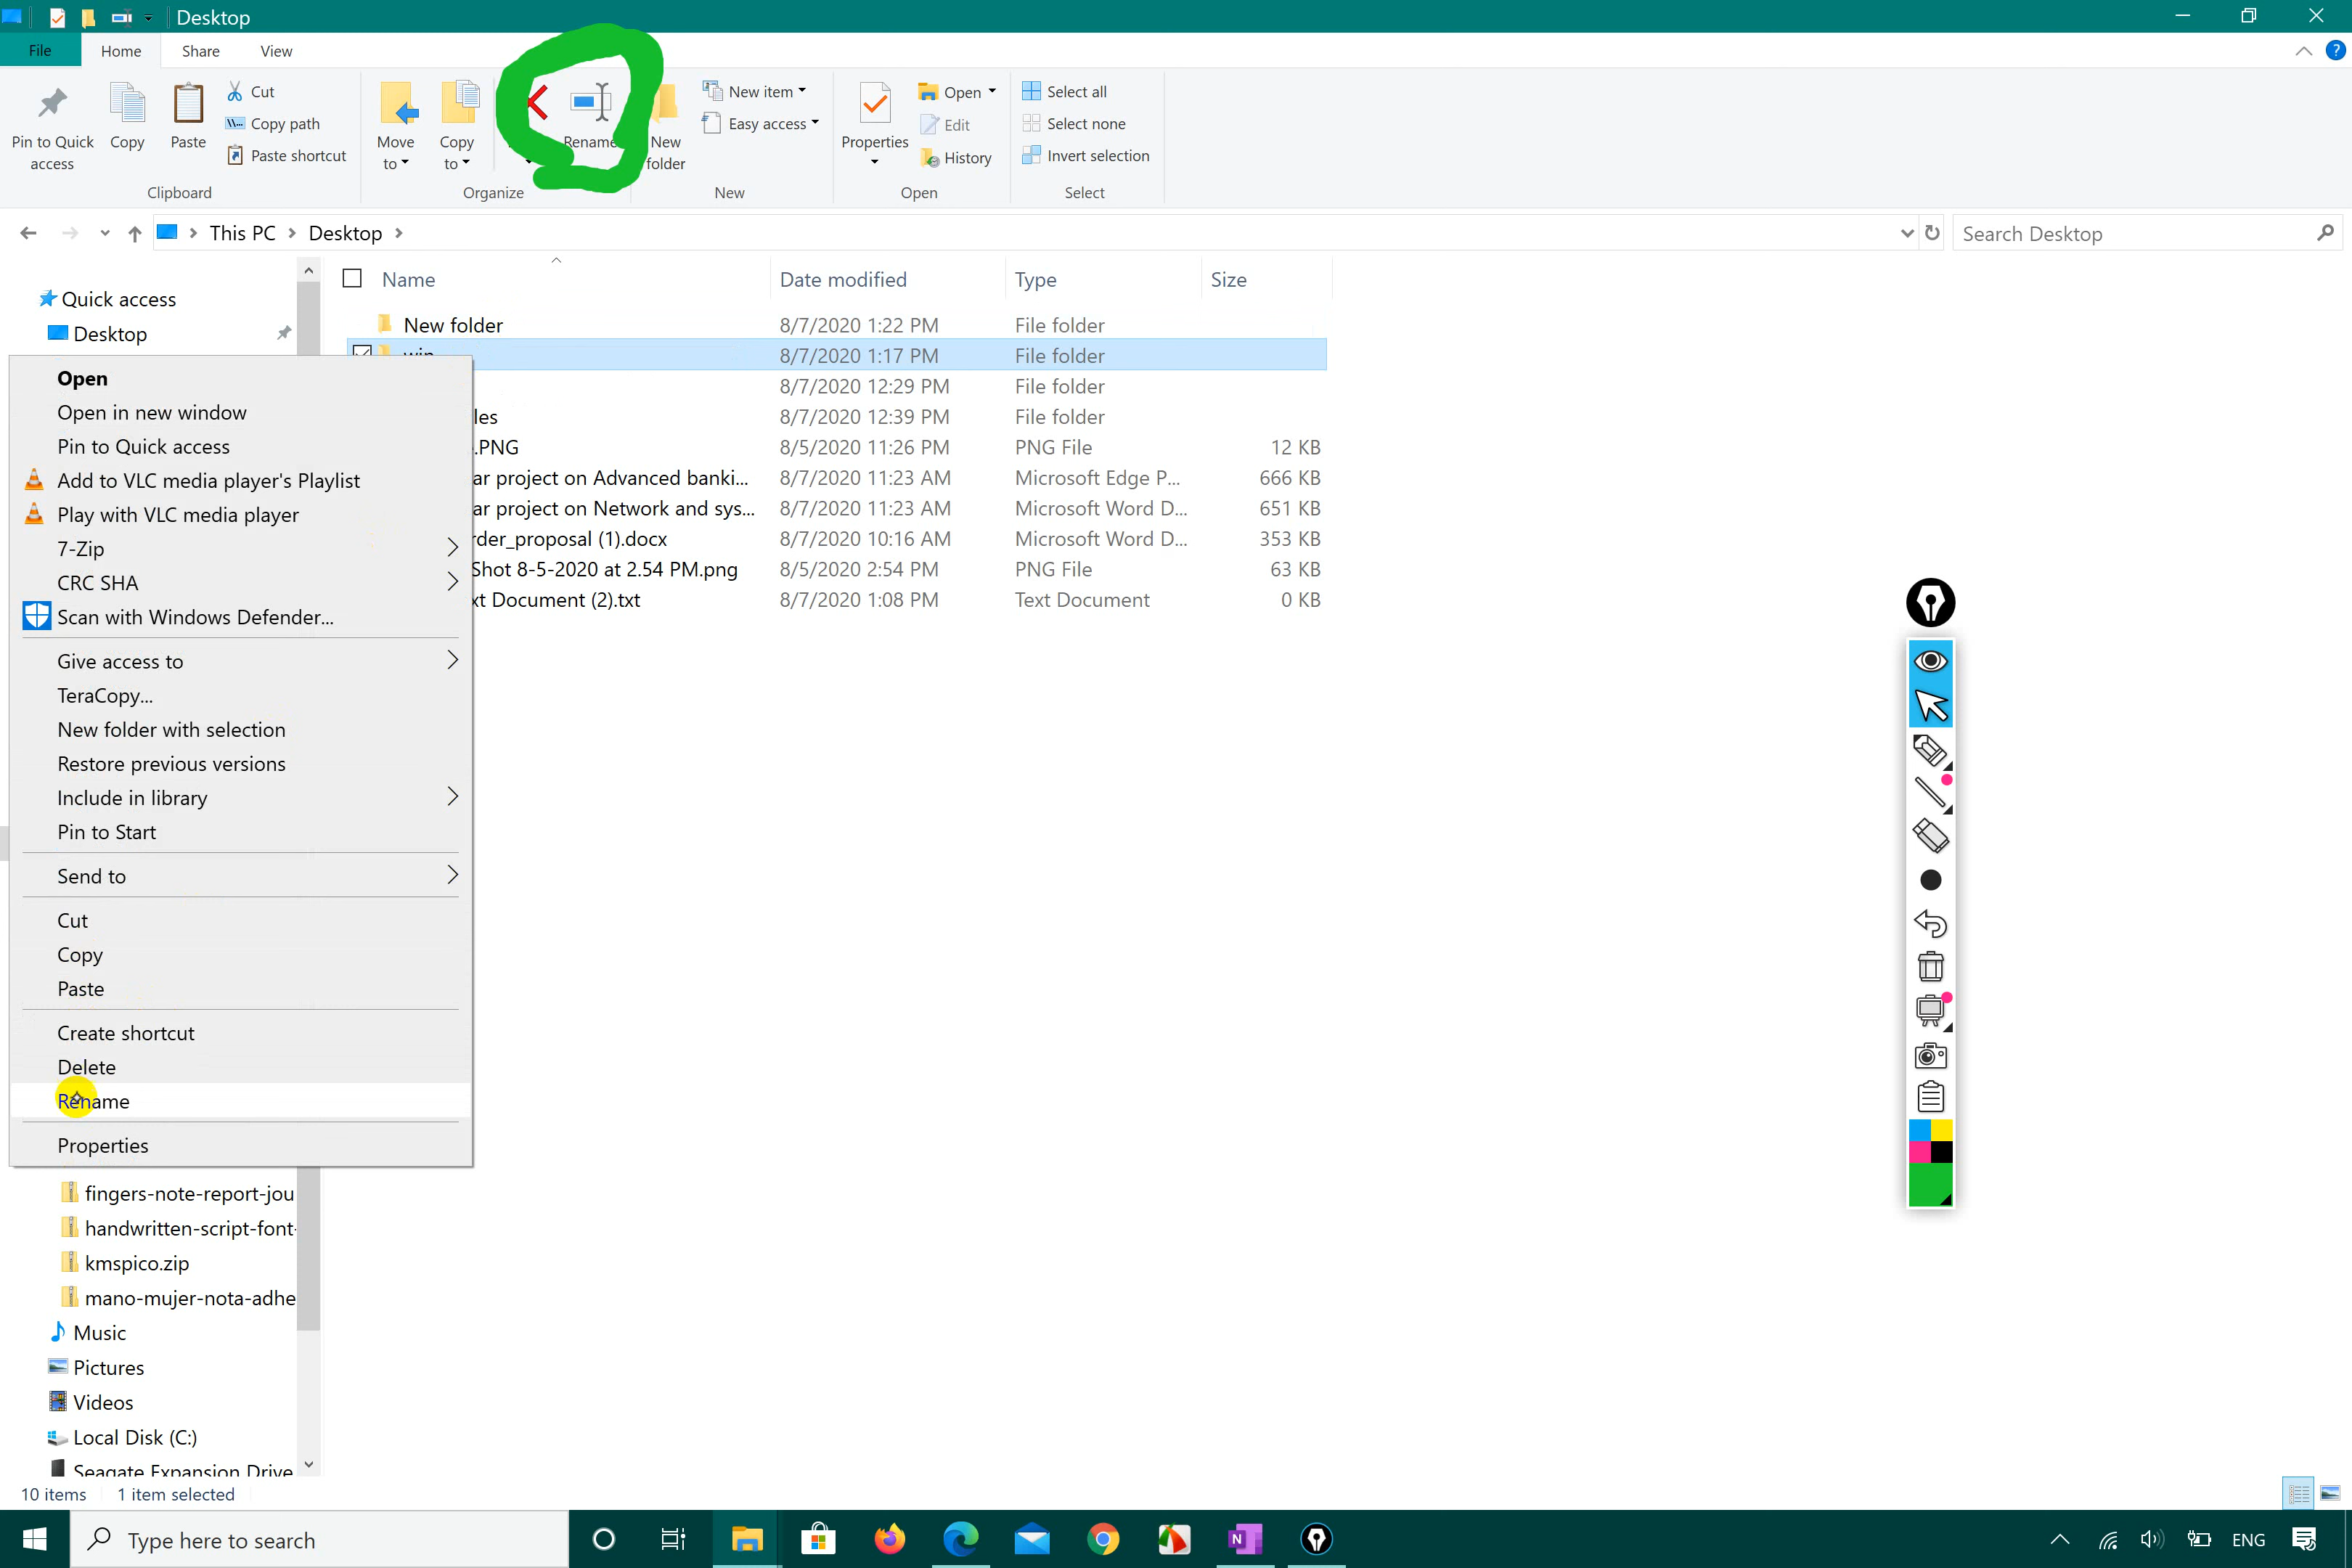 Desktop
File Home Share View
Pin to Quick access
Copy
Paste
Cut
Copy path
Paste shortcut
Clipboard
Move to
Copy to
Rename
Organize
New folder
New item
Easy access
New
Properties
Open
Edit
History
Open
Select all
Select none
Invert selection
Select
This PC Desktop
Search Desktop
Name Date modified Type Size
Quick access
Desktop
New folder 8/7/2020 1:22 PM File folder
win 8/7/2020 1:17 PM File folder
8/7/2020 12:29 PM File folder
les 8/7/2020 12:39 PM File folder
.PNG 8/5/2020 11:26 PM PNG File 12 KB
ar project on Advanced banki... 8/7/2020 11:23 AM Microsoft Edge P... 666 KB
ar project on Network and sys... 8/7/2020 11:23 AM Microsoft Word D... 651 KB
rder_proposal (1).docx 8/7/2020 10:16 AM Microsoft Word D... 353 KB
Shot 8-5-2020 at 2.54 PM.png 8/5/2020 2:54 PM PNG File 63 KB
xt Document (2).txt 8/7/2020 1:08 PM Text Document 0 KB
Open
Open in new window
Pin to Quick access
Add to VLC media player's Playlist
Play with VLC media player
7-Zip
CRC SHA
Scan with Windows Defender...
Give access to
TeraCopy...
New folder with selection
Restore previous versions
Include in library
Pin to Start
Send to
Cut
Copy
Paste
Create shortcut
Delete
Rename
Properties
fingers-note-report-jou
handwritten-script-font-
kmspico.zip
mano-mujer-nota-adhe
Music
Pictures
Videos
Local Disk (C:)
Seagate Expansion Drive
10 items 1 item selected
Type here to search
ENG